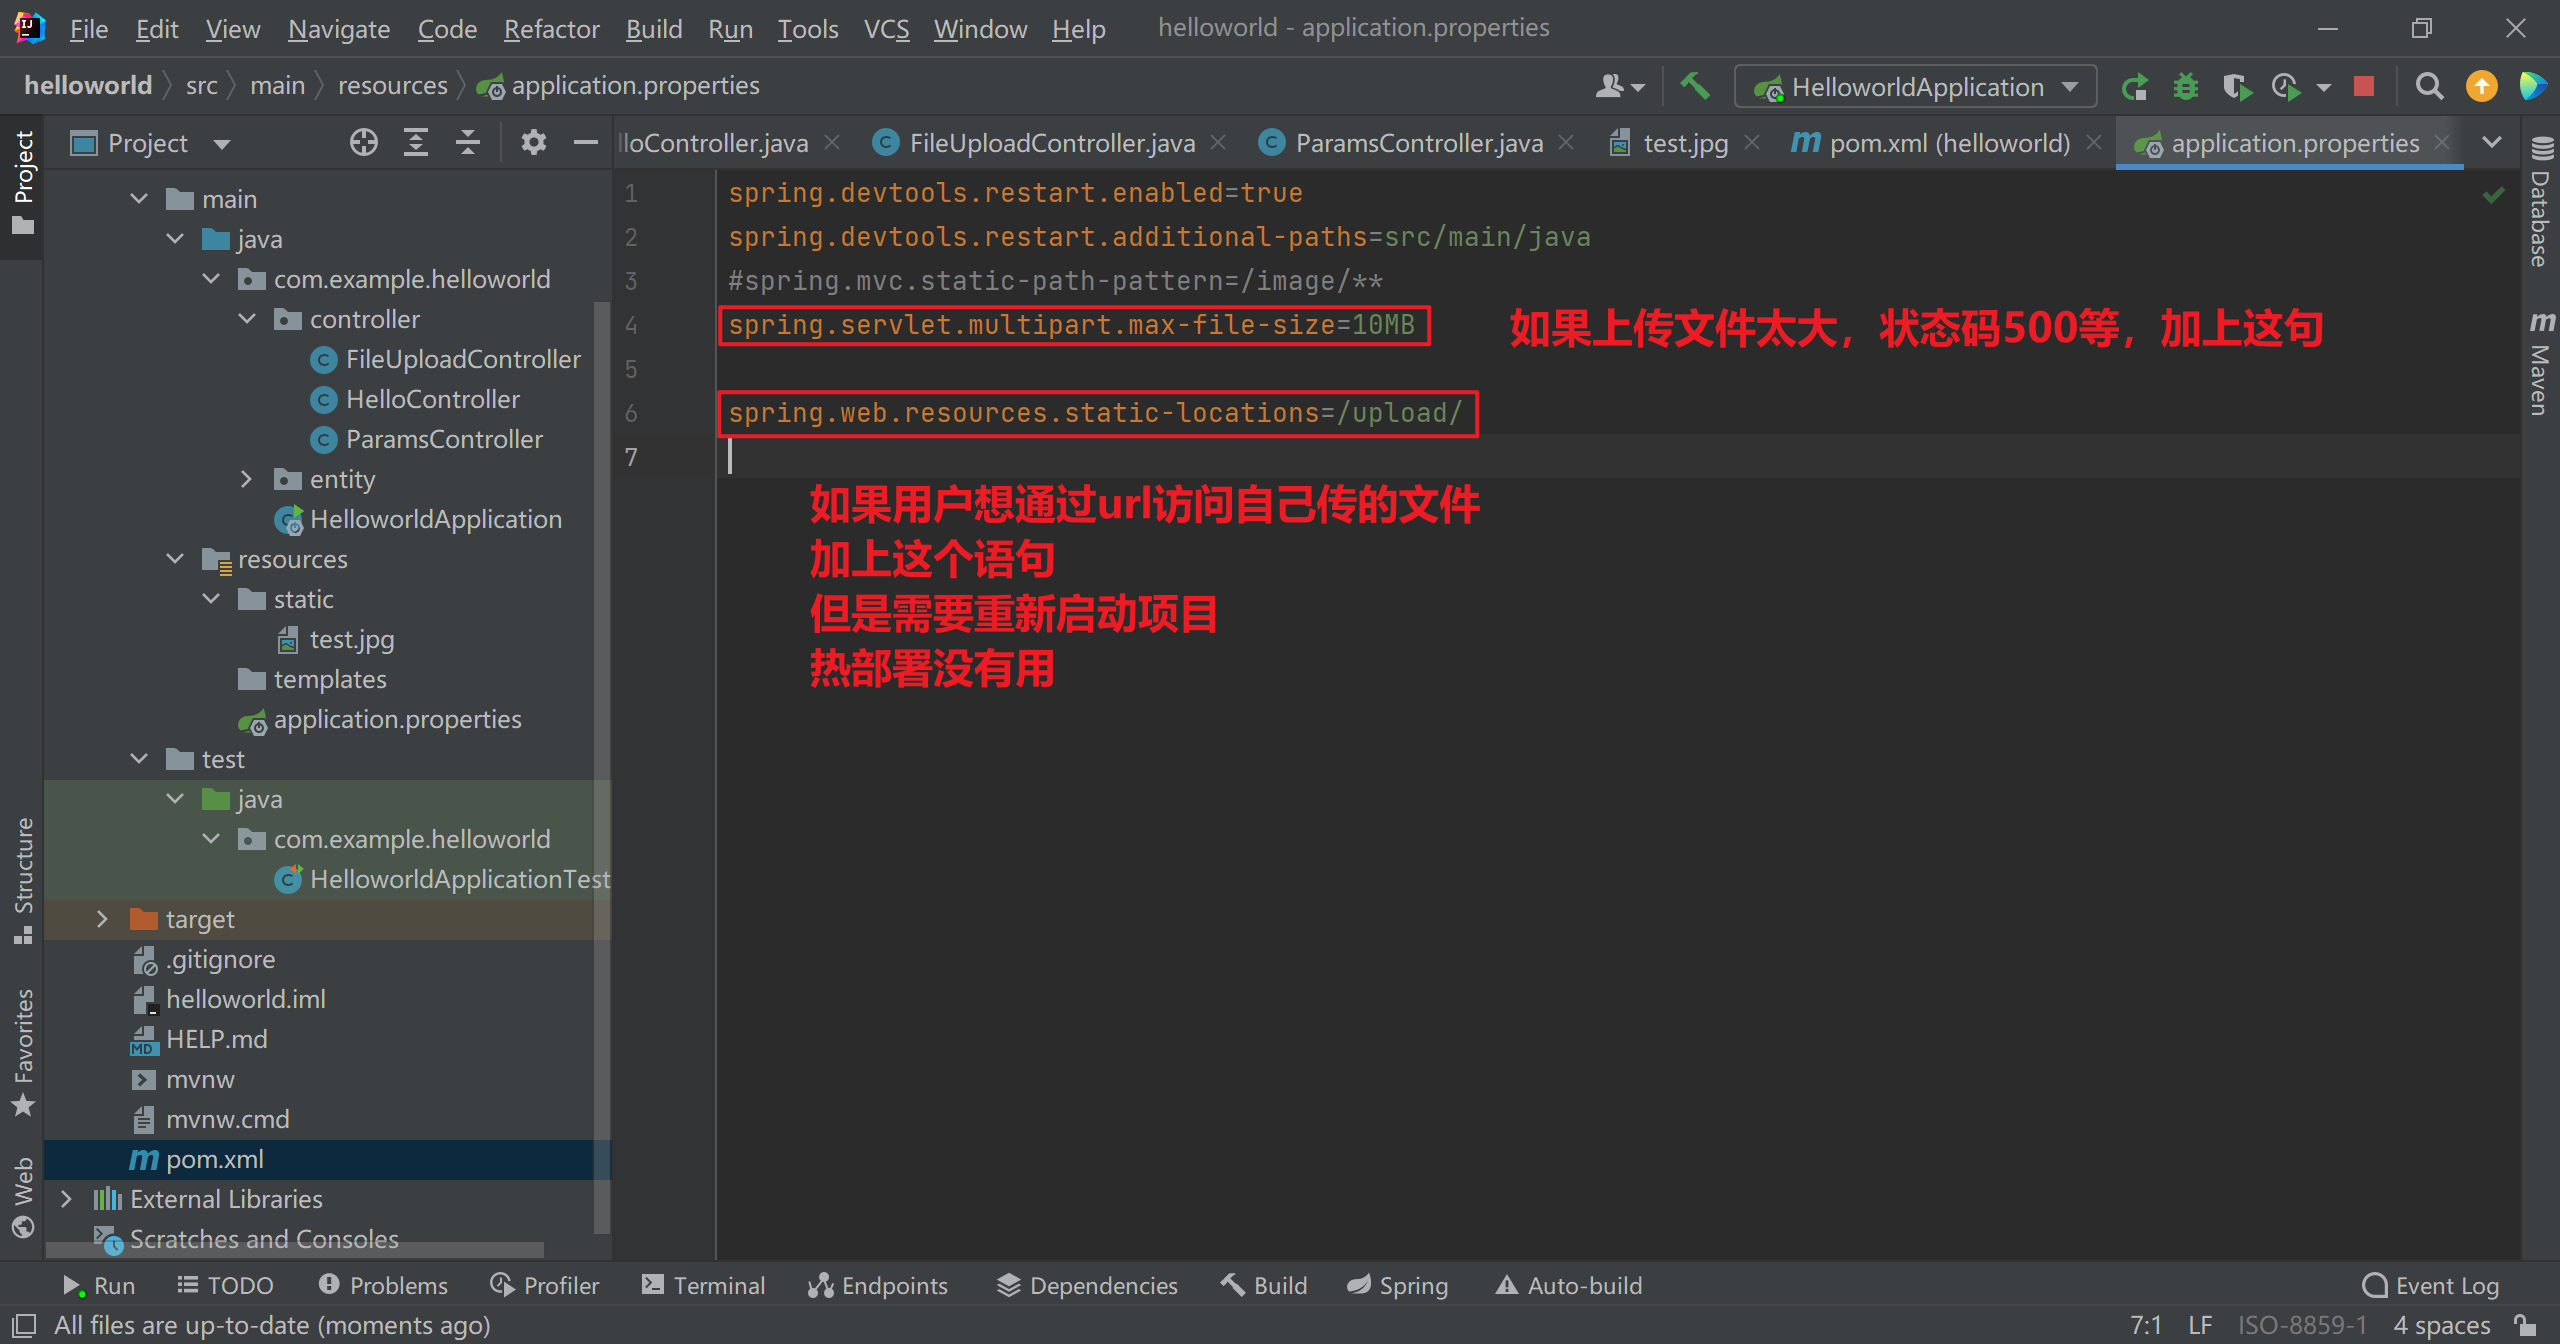 File Edit View Navigate Code Refactor Build Run Tools VCS Window Help helloworld - application.properties
helloworld src main resources application.properties HelloworldApplication
Project
lloController.java FileUploadController.java ParamsController.java test.jpg pom.xml (helloworld) application.properties
Project
Structure
Favorites
Web
main
java
com.example.helloworld
controller
FileUploadController
HelloController
ParamsController
entity
HelloworldApplication
resources
static
test.jpg
templates
application.properties
test
java
com.example.helloworld
HelloworldApplicationTest
target
.gitignore
helloworld.iml
HELP.md
mvnw
mvnw.cmd
pom.xml
External Libraries
Scratches and Consoles
1 spring.devtools.restart.enabled=true
2 spring.devtools.restart.additional-paths=src/main/java
3 #spring.mvc.static-path-pattern=/image/**
4 spring.servlet.multipart.max-file-size=10MB 如果上传文件太大，状态码500等，加上这句
5
6 spring.web.resources.static-locations=/upload/
7
如果用户想通过url访问自己传的文件
加上这个语句
但是需要重新启动项目
热部署没有用
Database
Maven
Run TODO Problems Profiler Terminal Endpoints Dependencies Build Spring Auto-build Event Log
All files are up-to-date (moments ago) 7:1 LF ISO-8859-1 4 spaces